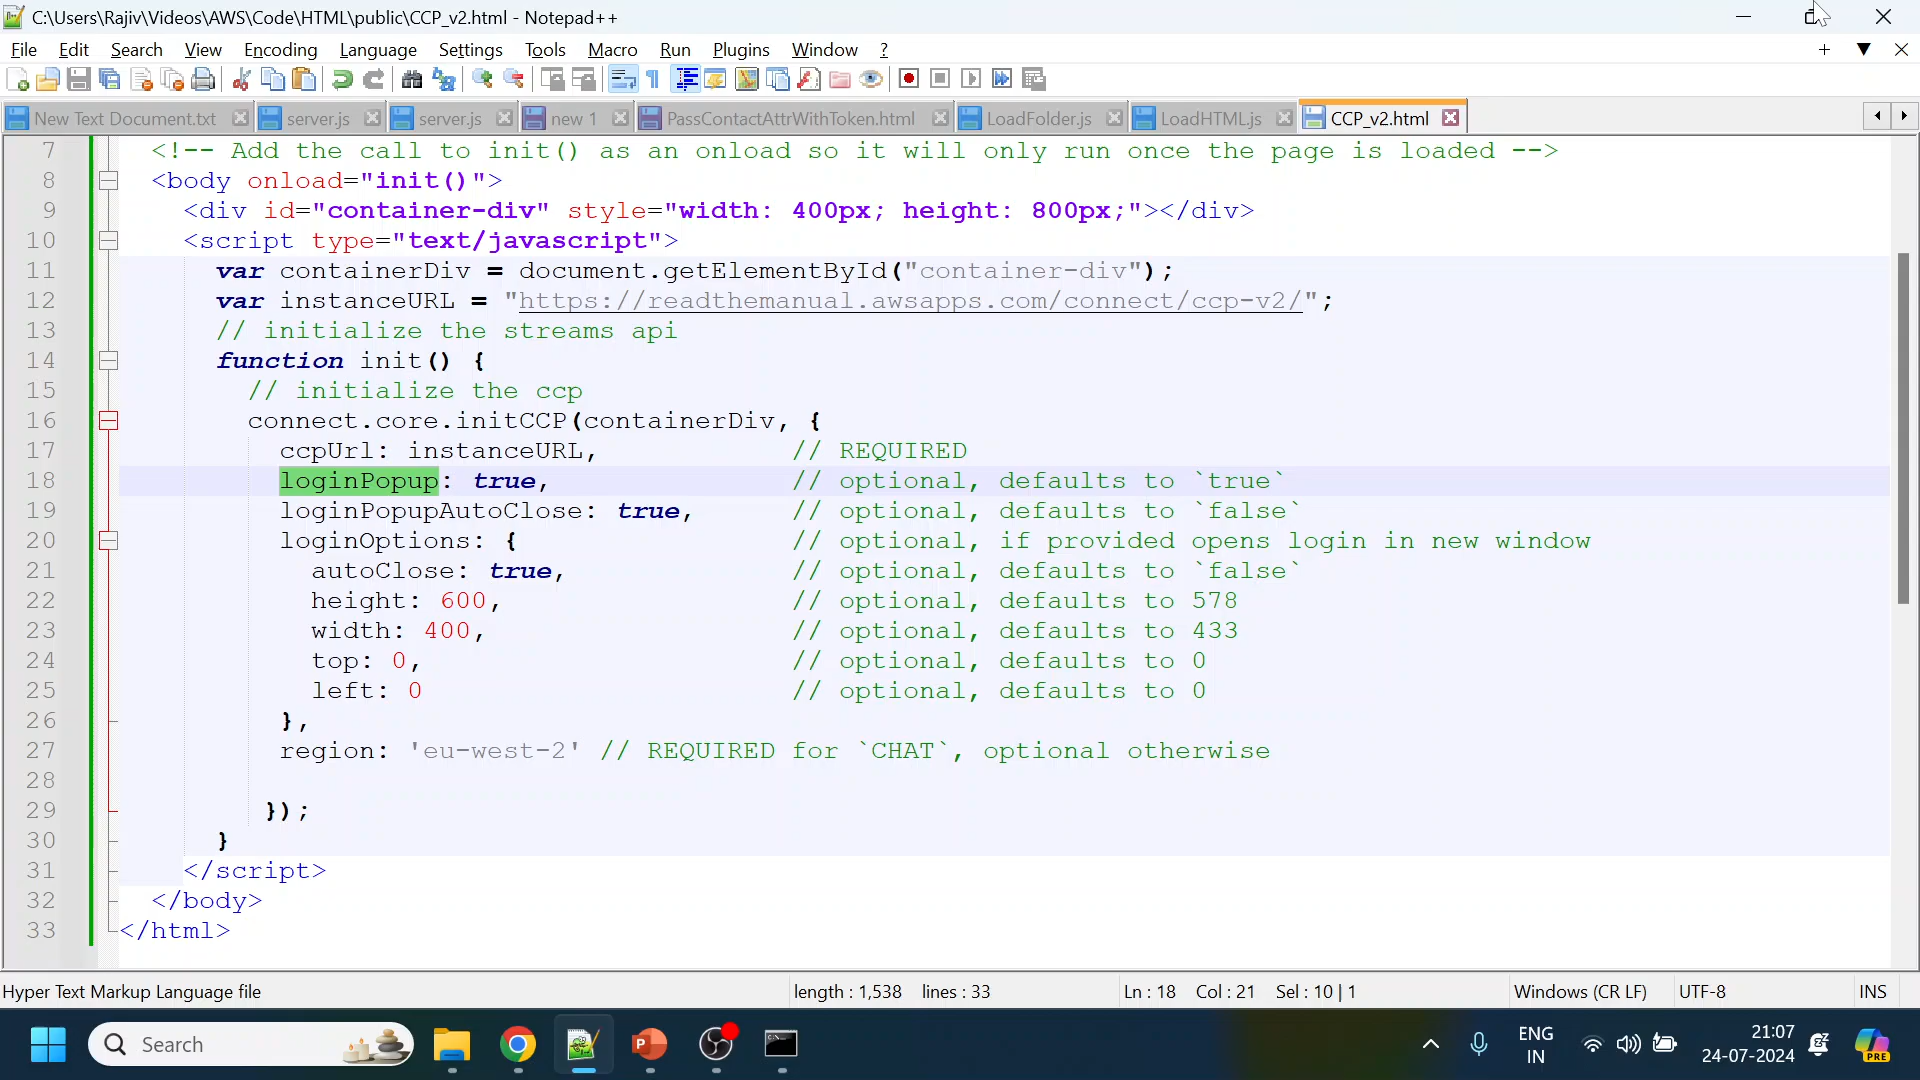 C:\Users\Rajiv\Videos\AWS\Code\HTML\public\CCP_v2.html - Notepad++
File Edit Search View Encoding Language Settings Tools Macro Run Plugins Window ?
New Text Document.txt server.js server.js new 1 PassContactAttrWithToken.html LoadFolder.js LoadHTML.js CCP_v2.html
7 <!-- Add the call to init() as an onload so it will only run once the page is loaded -->
8 <body onload="init()">
9 <div id="container-div" style="width: 400px; height: 800px;"></div>
10 <script type="text/javascript">
11 var containerDiv = document.getElementById("container-div");
12 var instanceURL = "https://readthemanual.awsapps.com/connect/ccp-v2/";
13 // initialize the streams api
14 function init() {
15 // initialize the ccp
16 connect.core.initCCP(containerDiv, {
17 ccpUrl: instanceURL, // REQUIRED
18 loginPopup: true, // optional, defaults to `true`
19 loginPopupAutoClose: true, // optional, defaults to `false`
20 loginOptions: { // optional, if provided opens login in new window
21 autoClose: true, // optional, defaults to `false`
22 height: 600, // optional, defaults to 578
23 width: 400, // optional, defaults to 433
24 top: 0, // optional, defaults to 0
25 left: 0 // optional, defaults to 0
26 },
27 region: 'eu-west-2' // REQUIRED for `CHAT`, optional otherwise
28
29 });
30 }
31 </script>
32 </body>
33 </html>
Hyper Text Markup Language file length : 1,538 lines : 33 Ln : 18 Col : 21 Sel : 10 | 1 Windows (CR LF) UTF-8 INS
Search ENG 21:07
IN 24-07-2024 PRE